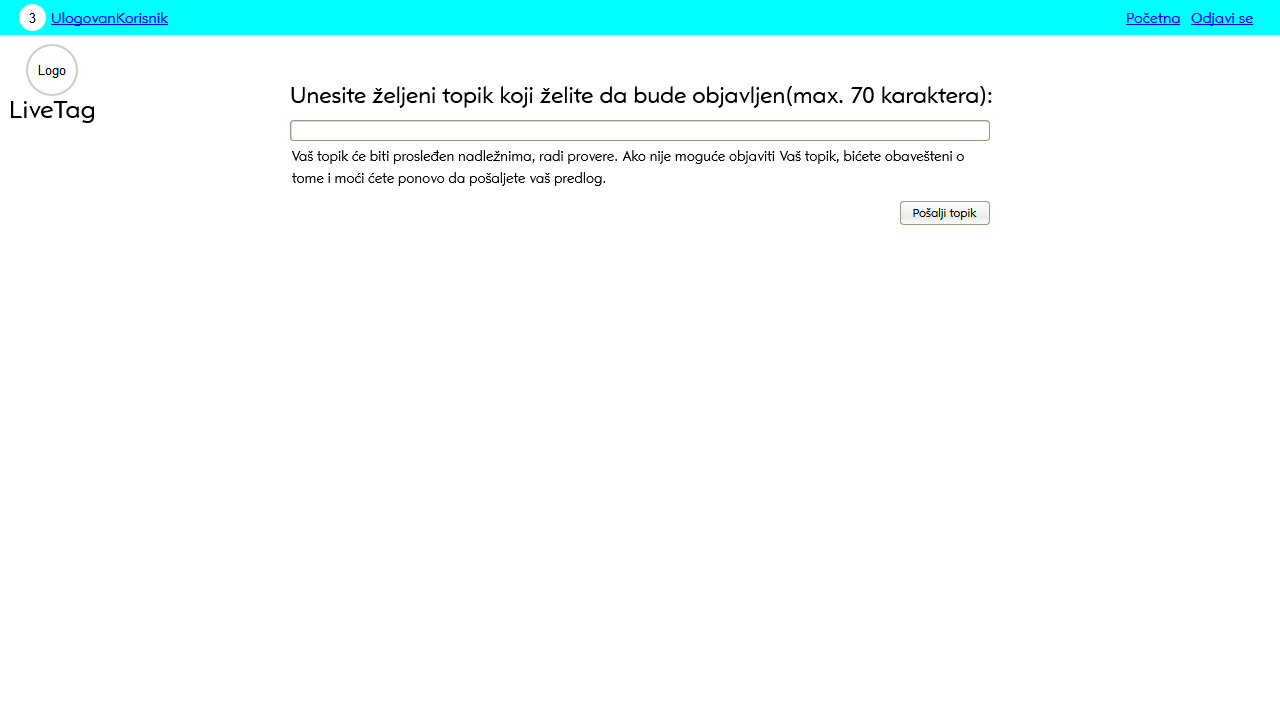 3 UlogovanKorisnik Početna Odjavi se
Logo
LiveTag
Unesite željeni topik koji želite da bude objavljen(max. 70 karaktera):
Vaš topik će biti prosleđen nadležnima, radi provere. Ako nije moguće objaviti Vaš topik, bićete obavešteni o
tome i moći ćete ponovo da pošaljete vaš predlog.
Pošalji topik